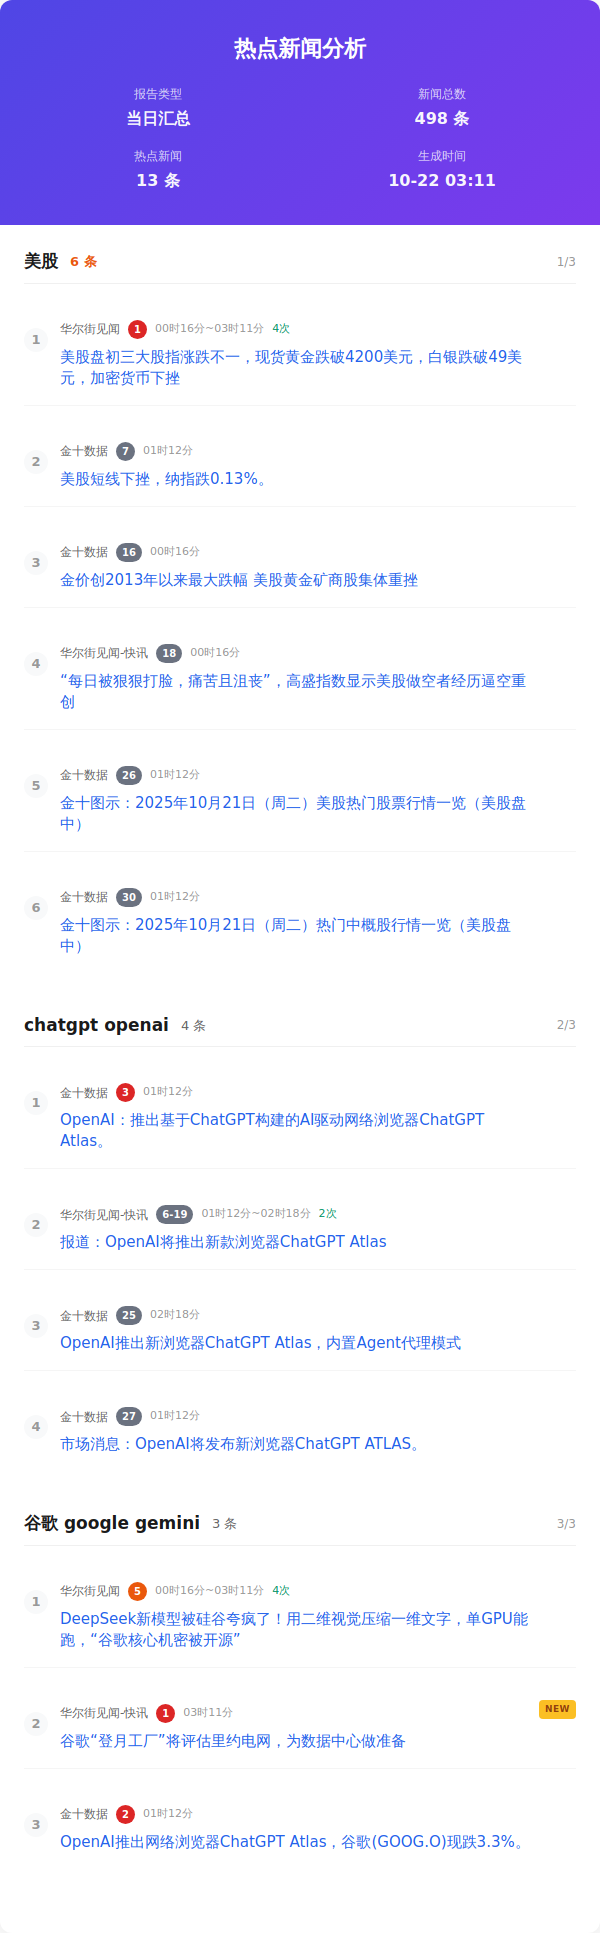 热点新闻分析
报告类型
新闻总数
当日汇总
498 条
热点新闻
生成时间
13 条
10-22 03:11
美股 6 条 1/3
1
华尔街见闻 1 00时16分~03时11分 4次
美股盘初三大股指涨跌不一，现货黄金跌破4200美元，白银跌破49美
元，加密货币下挫
2
金十数据 7 01时12分
美股短线下挫，纳指跌0.13%。
3
金十数据 16 00时16分
金价创2013年以来最大跌幅 美股黄金矿商股集体重挫
4
华尔街见闻-快讯 18 00时16分
“每日被狠狠打脸，痛苦且沮丧”，高盛指数显示美股做空者经历逼空重
创
5
金十数据 26 01时12分
金十图示：2025年10月21日（周二）美股热门股票行情一览（美股盘
中）
6
金十数据 30 01时12分
金十图示：2025年10月21日（周二）热门中概股行情一览（美股盘
中）
chatgpt openai 4 条 2/3
1
金十数据 3 01时12分
OpenAI：推出基于ChatGPT构建的AI驱动网络浏览器ChatGPT
Atlas。
2
华尔街见闻-快讯 6-19 01时12分~02时18分 2次
报道：OpenAI将推出新款浏览器ChatGPT Atlas
3
金十数据 25 02时18分
OpenAI推出新浏览器ChatGPT Atlas，内置Agent代理模式
4
金十数据 27 01时12分
市场消息：OpenAI将发布新浏览器ChatGPT ATLAS。
谷歌 google gemini 3 条 3/3
1
华尔街见闻 5 00时16分~03时11分 4次
DeepSeek新模型被硅谷夸疯了！用二维视觉压缩一维文字，单GPU能
跑，“谷歌核心机密被开源”
2
华尔街见闻-快讯 1 03时11分 NEW
谷歌“登月工厂”将评估里约电网，为数据中心做准备
3
金十数据 2 01时12分
OpenAI推出网络浏览器ChatGPT Atlas，谷歌(GOOG.O)现跌3.3%。